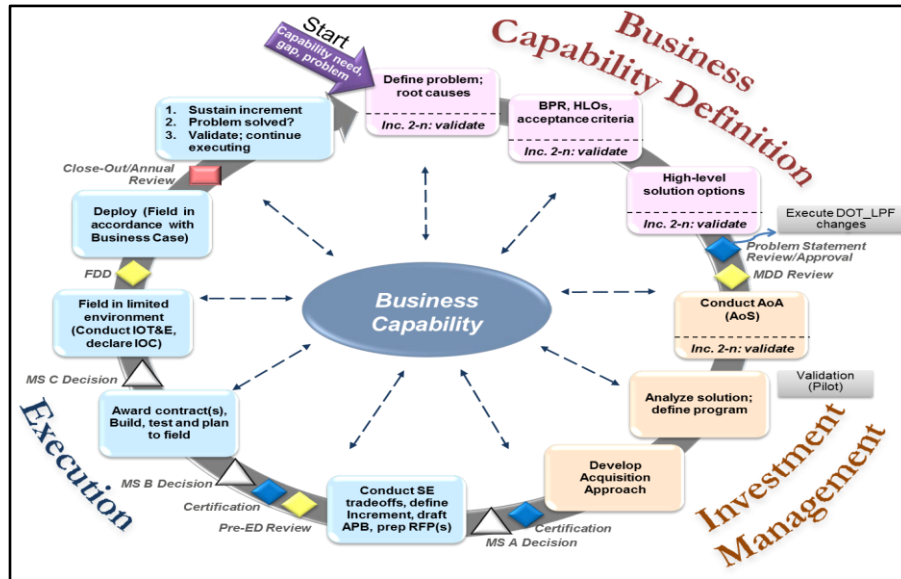 Start
Capability need,
gap, problem
Business
Capability Definition
Define problem;
root causes
Inc. 2-n: validate
BPR, HLOs,
acceptance criteria
Inc. 2-n: validate
High-level
solution options
Inc. 2-n: validate
Execute DOT_LPF
changes
Problem Statement
Review/Approval
MDD Review
Conduct AoA
(AoS)
Inc. 2-n: validate
Validation
(Pilot)
Analyze solution;
define program
Investment
Management
Develop
Acquisition
Approach
Certification
MS A Decision
Conduct SE
tradeoffs, define
Increment, draft
APB, prep RFP(s)
Pre-ED Review
Certification
MS B Decision
Award contract(s),
Build, test and plan
to field
Execution
MS C Decision
Field in limited
environment
(Conduct IOT&E,
declare IOC)
FDD
Deploy (Field in
accordance with
Business Case)
Close-Out/Annual
Review
1. Sustain increment
2. Problem solved?
3. Validate; continue
executing
Business
Capability